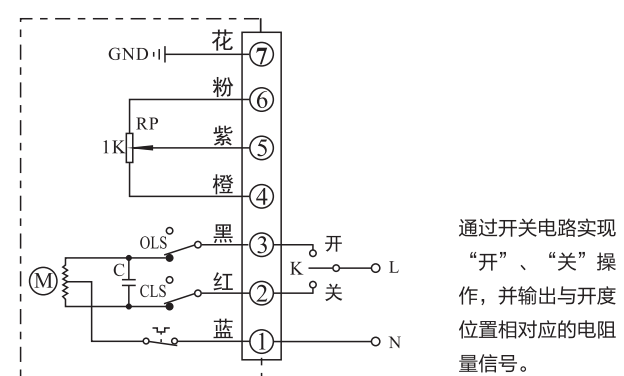 花
GND
7
粉
6
RP
紫
1K
5
橙
4
黑
OLS
3
开
K
L
C
M
红
CLS
2
关
蓝
1
N
通过开关电路实现
“开”、“关”操
作，并输出与开度
位置相对应的电阻
量信号。